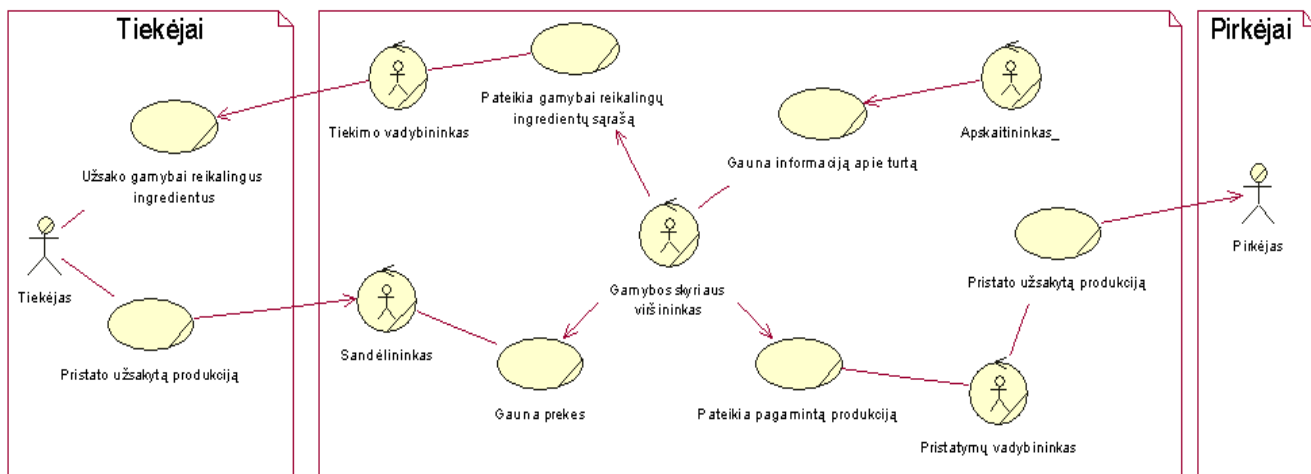 Tiekėjai
Užsako gamybai reikalingus
ingredientus
Tiekėjas
Pristato užsakytą produkciją
Tiekimo vadybininkas
Pateikia gamybai reikalingų
ingredientų sąrašą
Gauna informaciją apie turtą
Apskaitininkas_
Gamybos skyriaus
viršininkas
Sandėlininkas
Gauna prekes
Pateikia pagamintą produkciją
Pristato užsakytą produkciją
Pristatymų vadybininkas
Pirkėjai
Pirkėjas